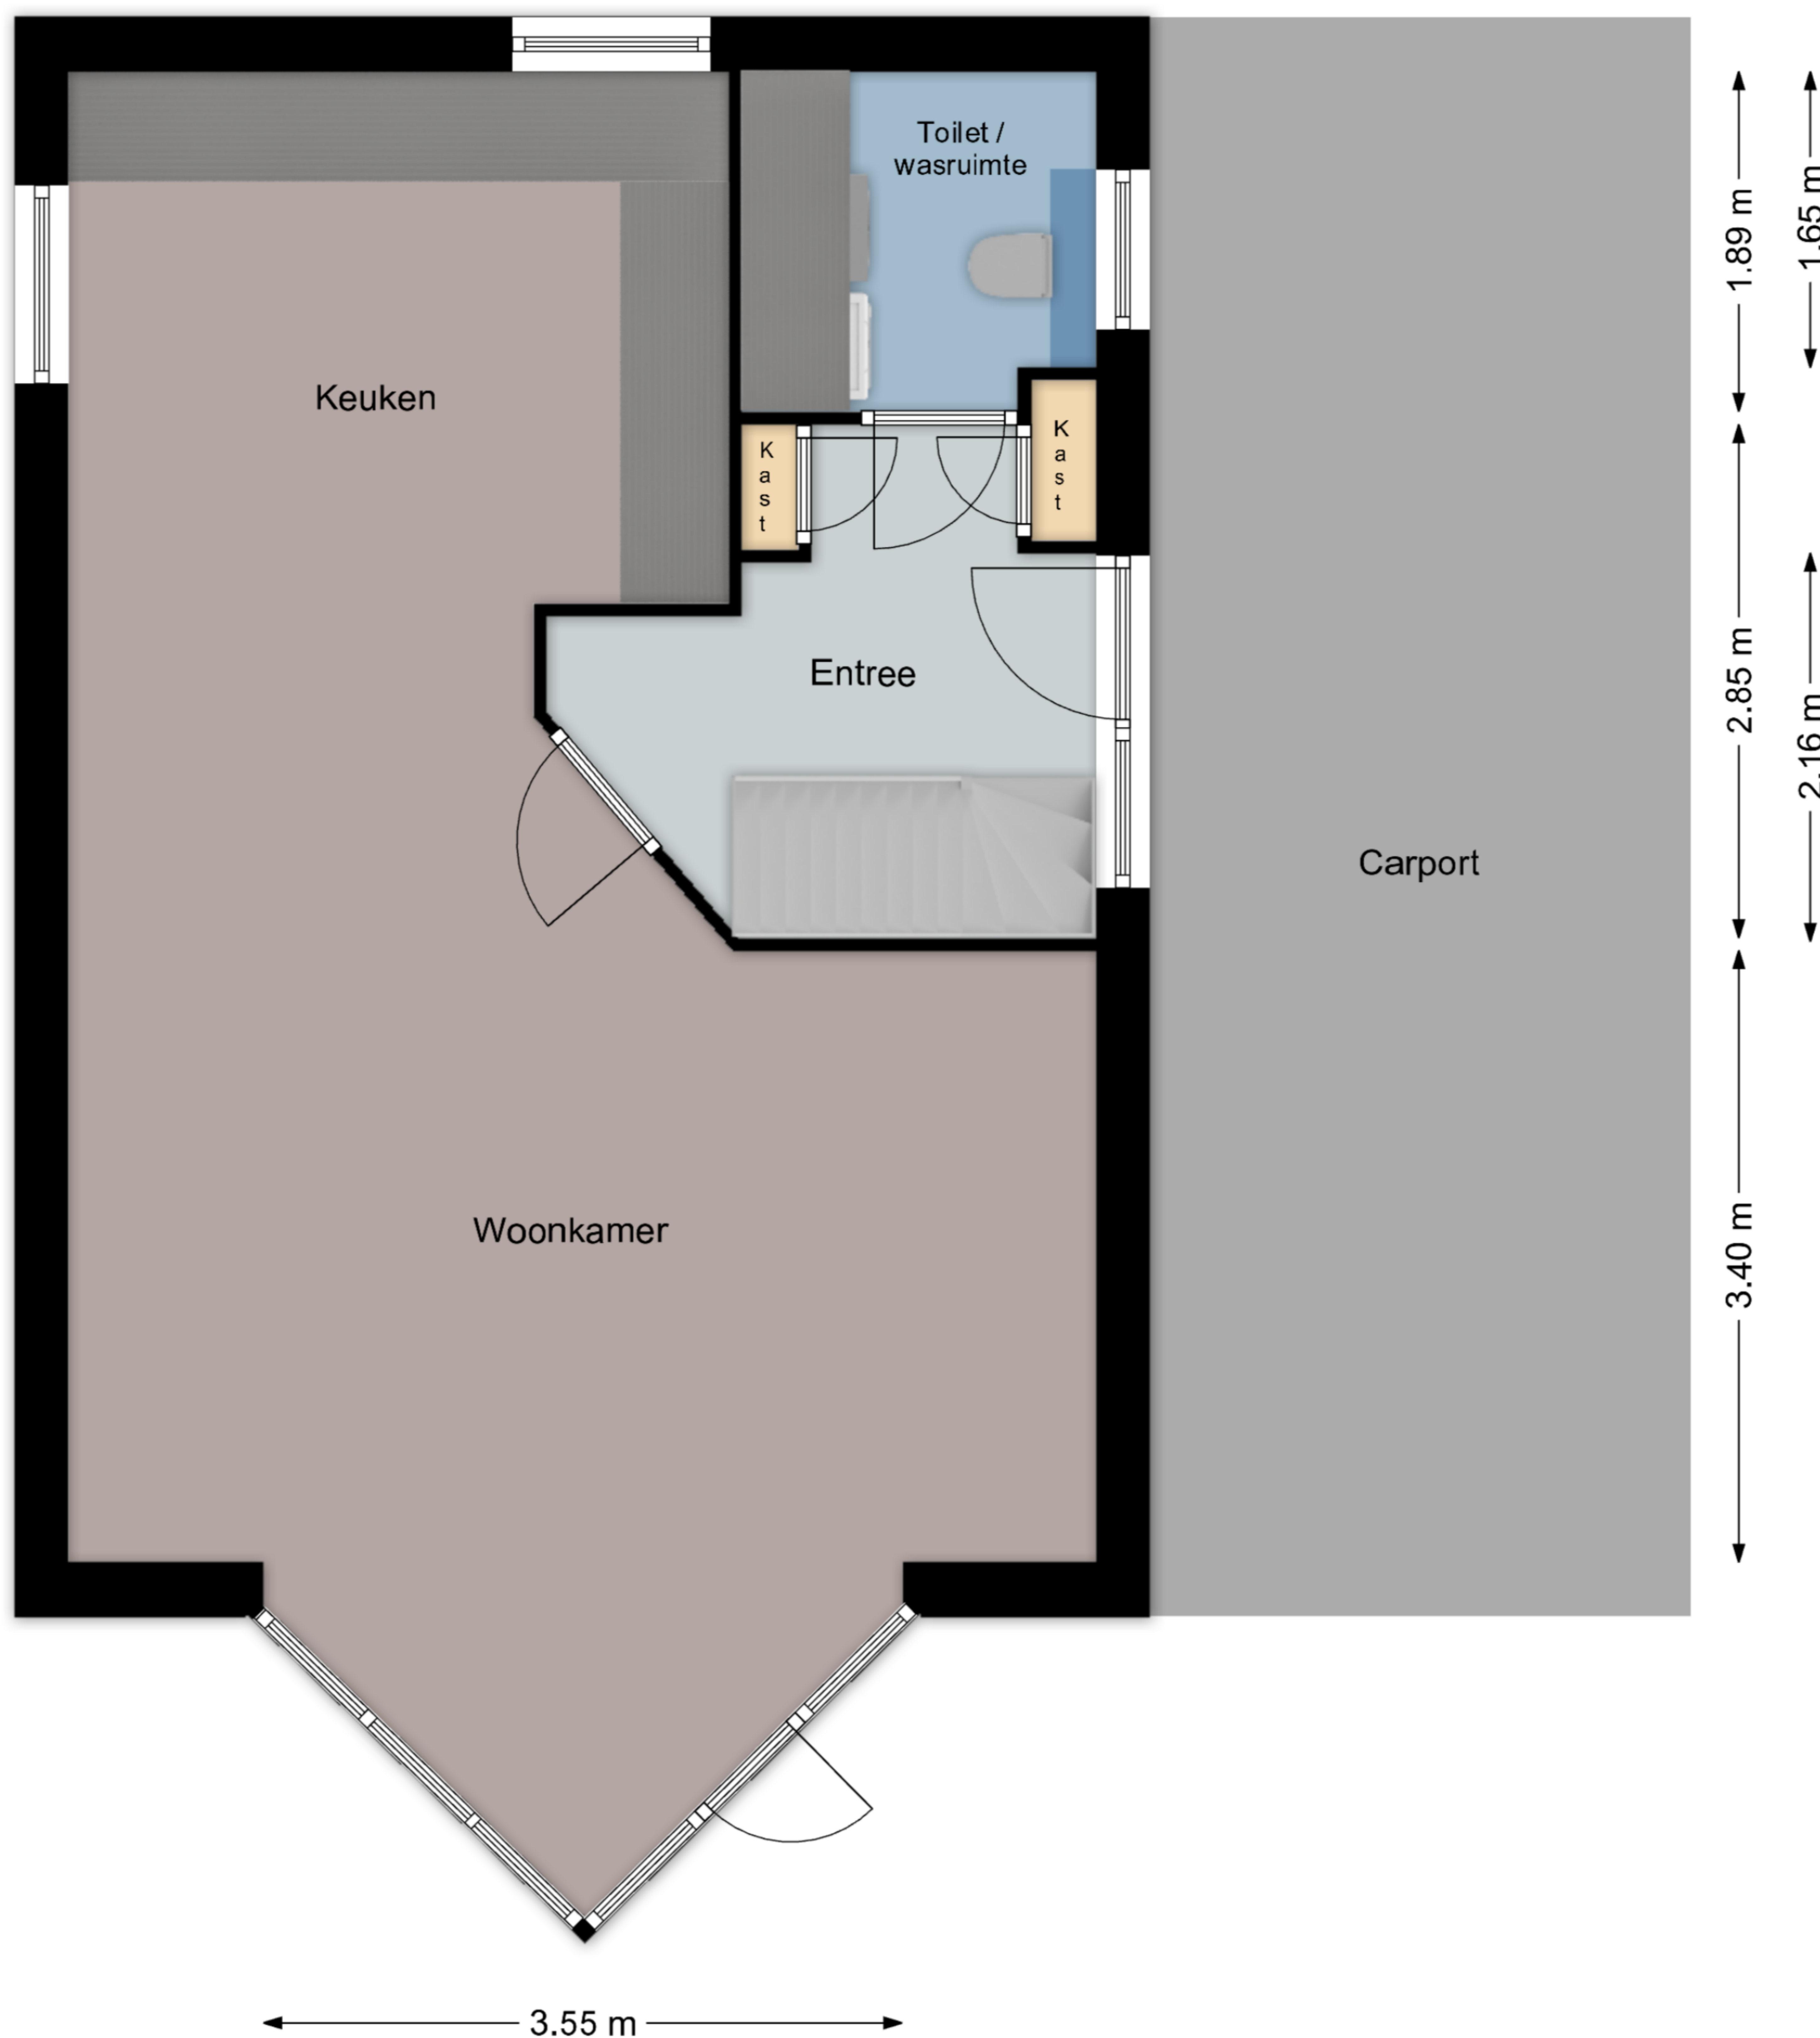 Toilet /
wasruimte
Keuken
K
a
s
t
K
a
s
t
Entree
Carport
Woonkamer
1.89 m
1.65 m
2.85 m
2.16 m
3.40 m
3.55 m